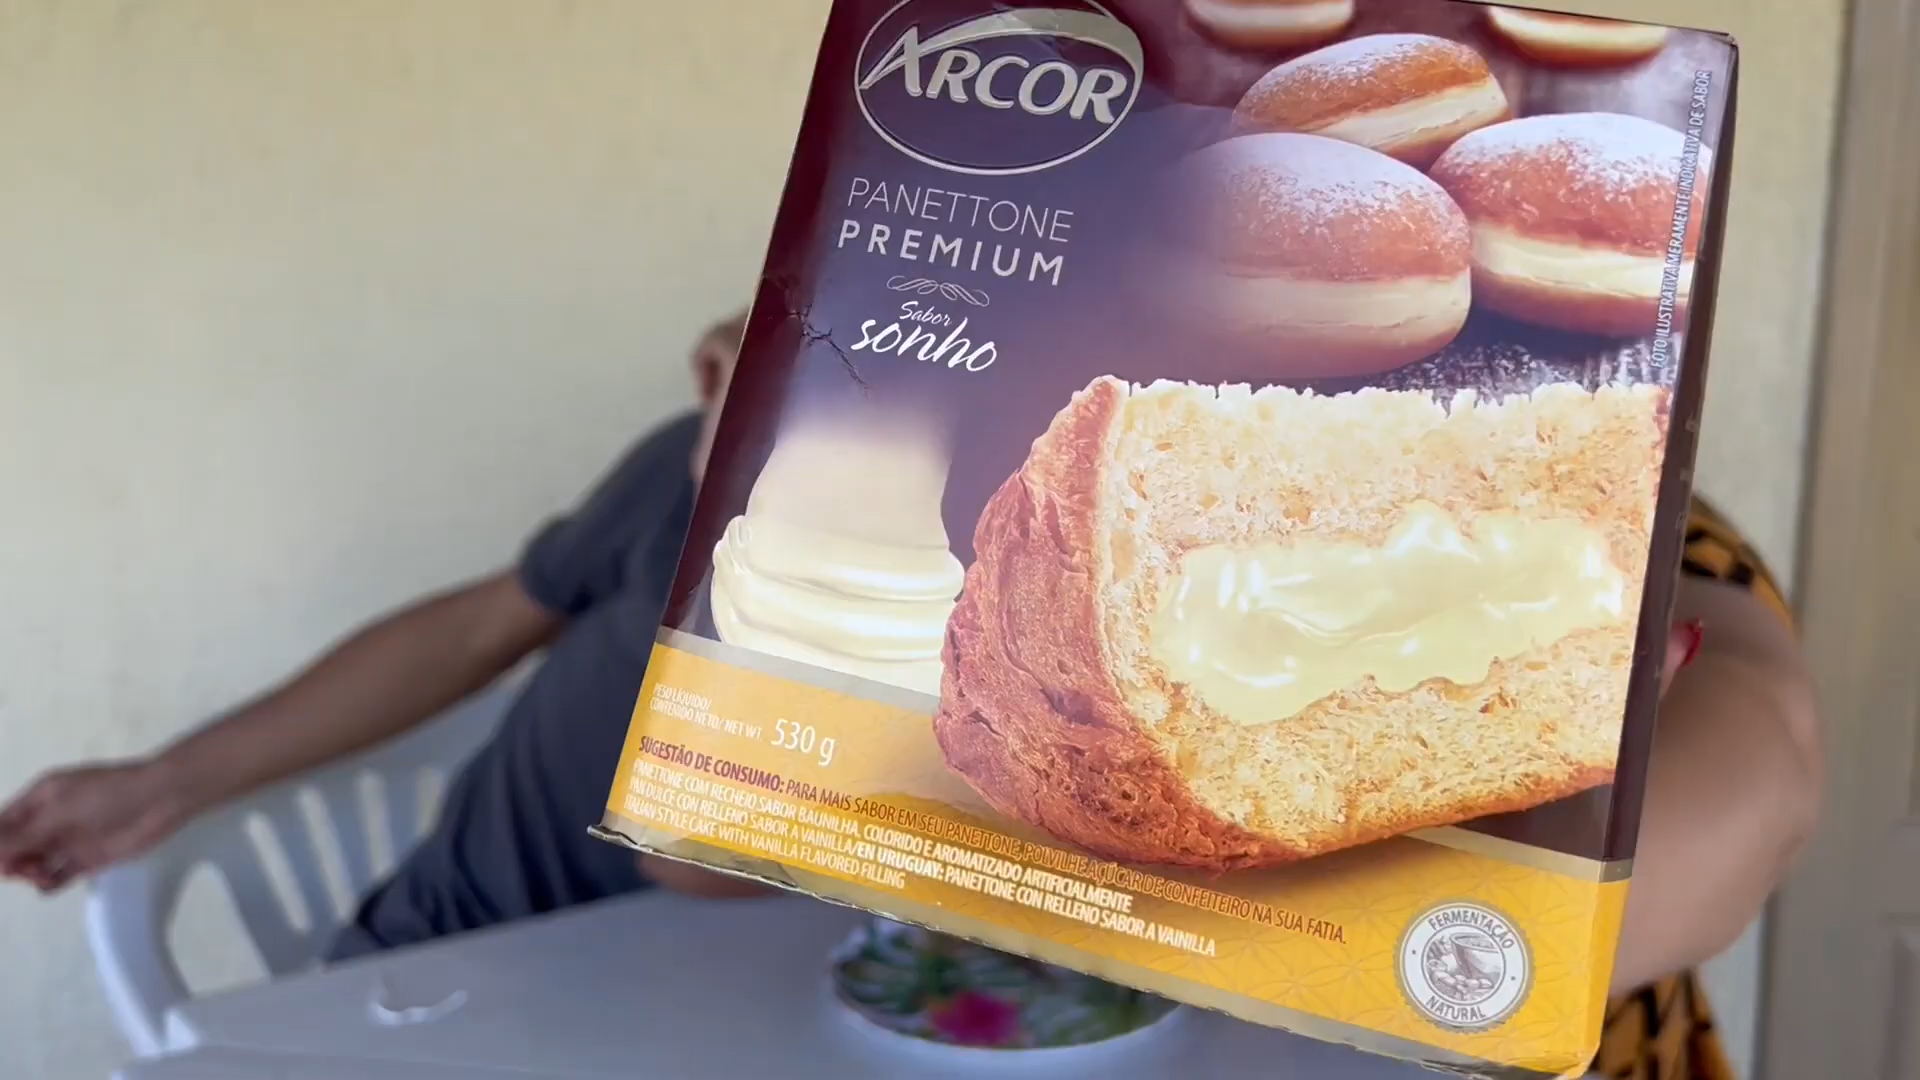 ARCOR
PANETTONE
PREMIUM
Sabor
sonho
FOTO ILUSTRATIVA MERAMENTE INDICATIVA DE SABOR
PESO LÍQUIDO/
CONTENIDO NETO/ NET WT. 530 g
SUGESTÃO DE CONSUMO: PARA MAIS SABOR EM SEU PANETTONE, POLVILHE AÇÚCAR DE CONFEITEIRO NA SUA FATIA.
PANETTONE COM RECHEIO SABOR BAUNILHA, COLORIDO E AROMATIZADO ARTIFICIALMENTE
PAN DULCE CON RELLENO SABOR A VAINILLA/EN URUGUAY: PANETTONE CON RELLENO SABOR A VAINILLA
ITALIAN STYLE CAKE WITH VANILLA FLAVORED FILLING
FERMENTAÇÃO
NATURAL